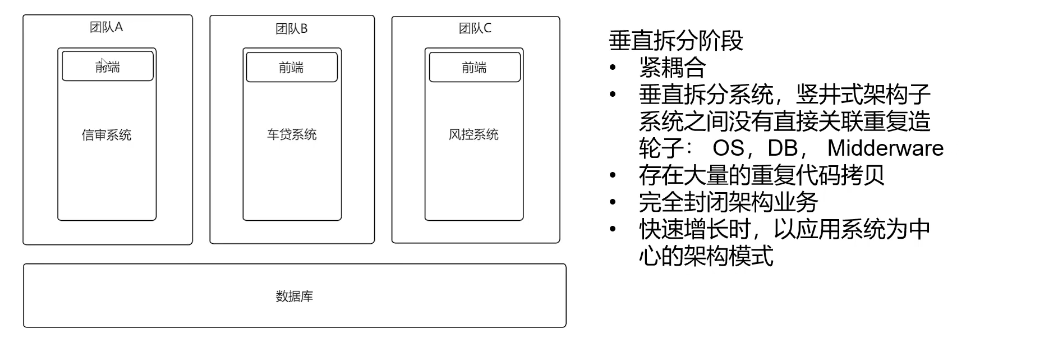 团队A
团队B
团队C
前端
前端
前端
信审系统
车贷系统
风控系统
数据库
垂直拆分阶段
• 紧耦合
• 垂直拆分系统，竖井式架构子
系统之间没有直接关联重复造
轮子： OS，DB， Midderware
• 存在大量的重复代码拷贝
• 完全封闭架构业务
• 快速增长时，以应用系统为中
心的架构模式